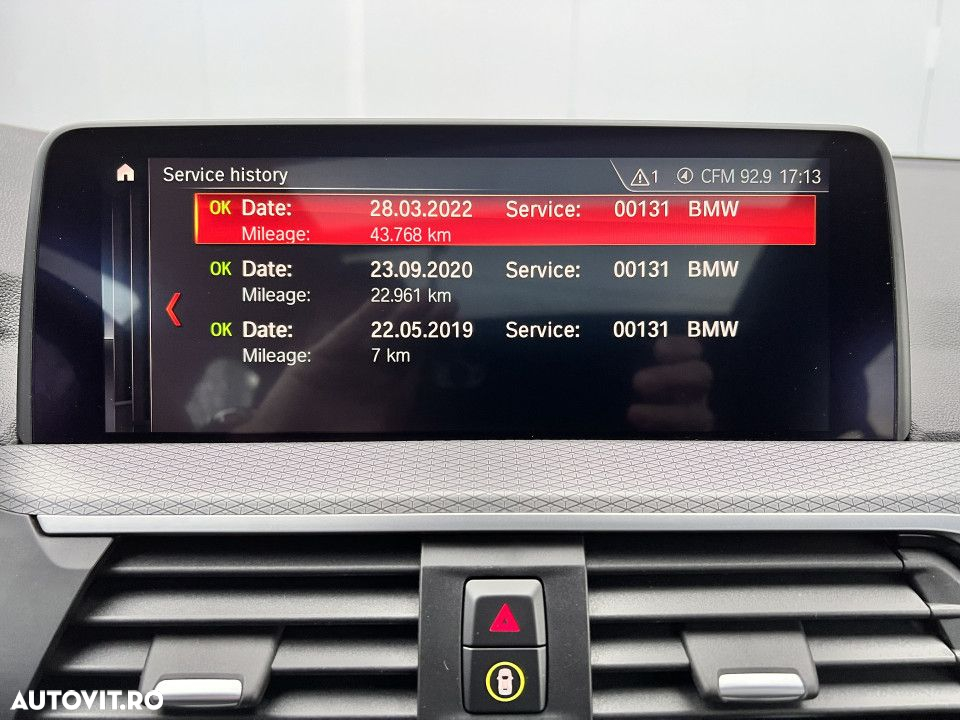 Service history
1 CFM 92.9 17:13
OK Date: 28.03.2022 Service: 00131 BMW
Mileage: 43.768 km
OK Date: 23.09.2020 Service: 00131 BMW
Mileage: 22.961 km
OK Date: 22.05.2019 Service: 00131 BMW
Mileage: 7 km
AUTOVIT.RO